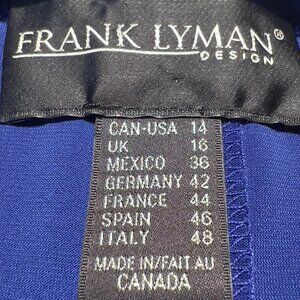 FRANK LYMAN®
DESIGN
CAN-USA 14
UK 16
MEXICO 36
GERMANY 42
FRANCE 44
SPAIN 46
ITALY 48
MADE IN/FAIT AU
CANADA